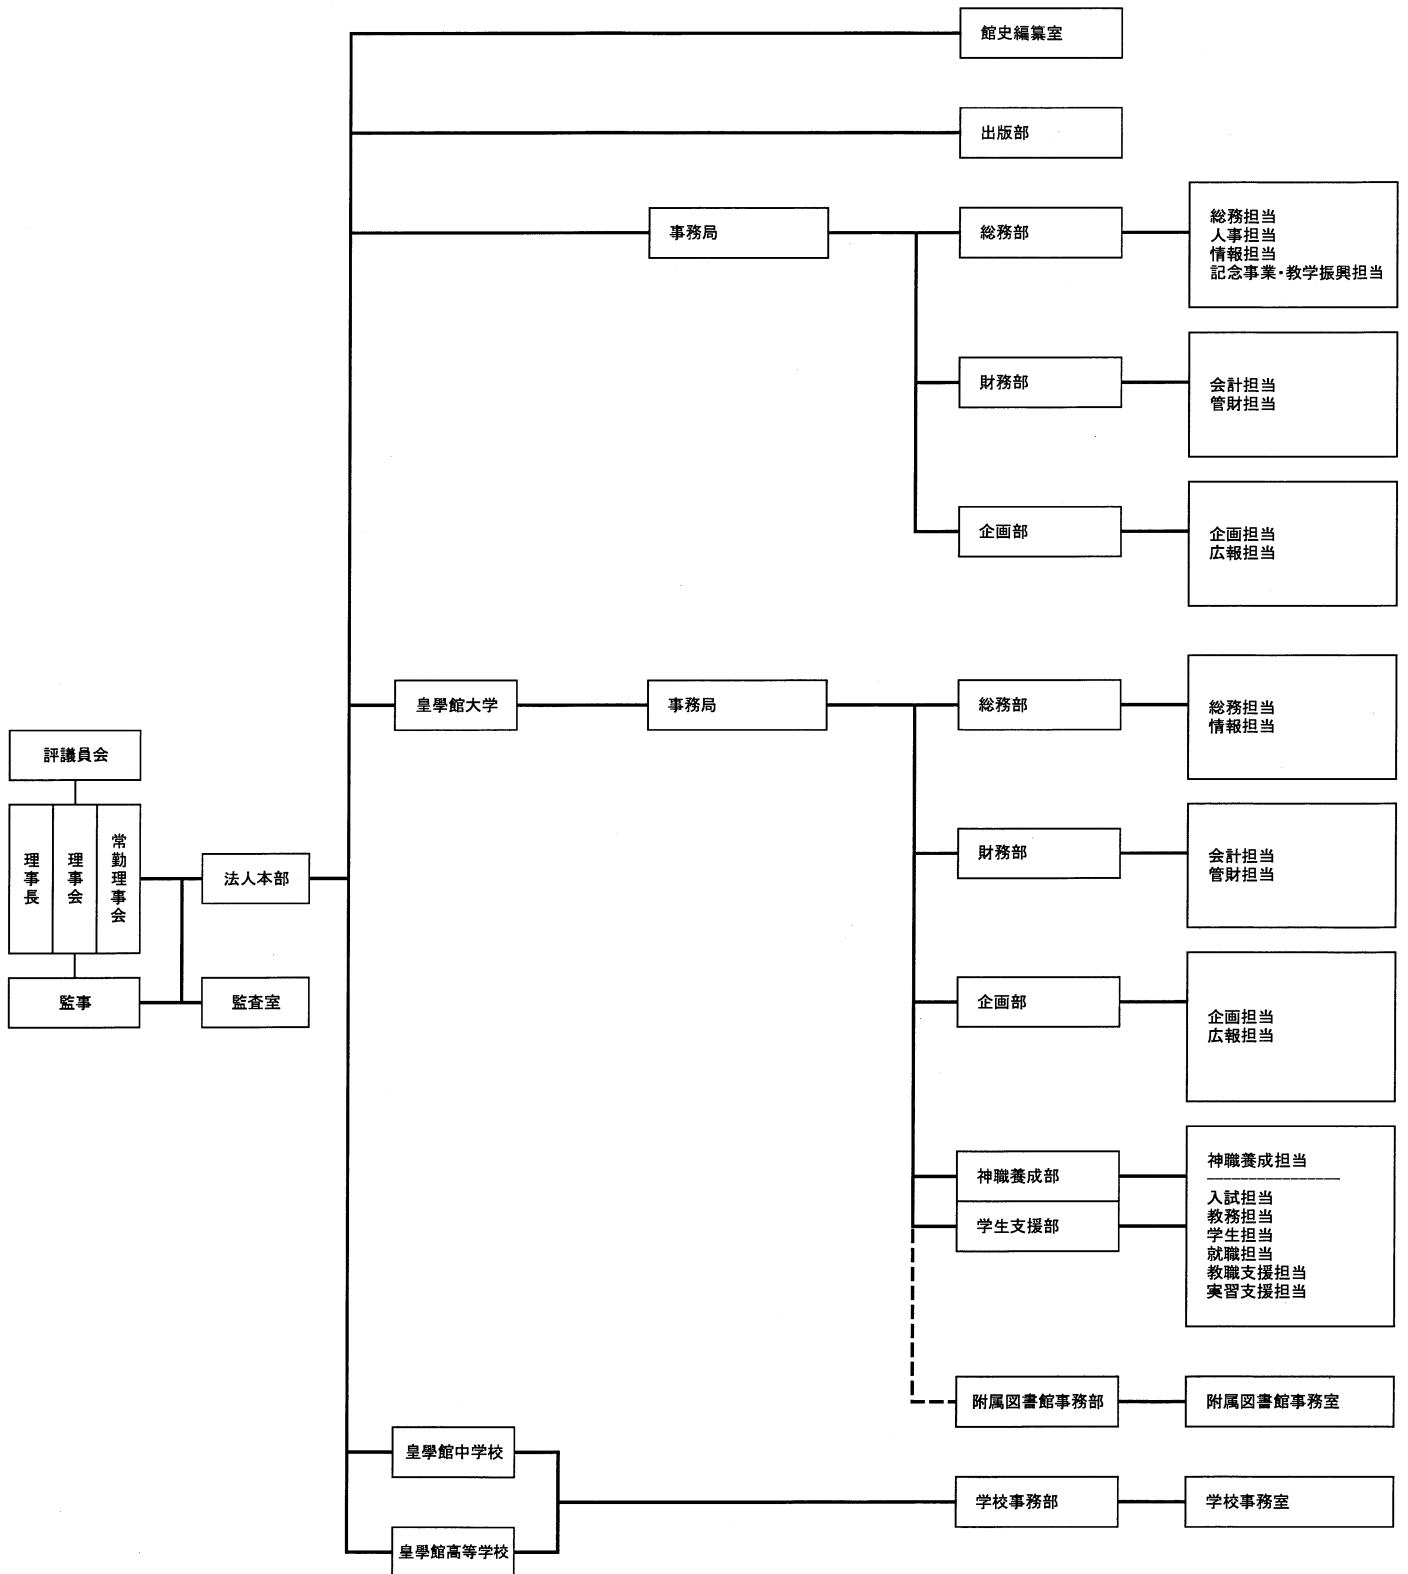 館史編纂室
出版部
事務局
総務部
総務担当
人事担当
情報担当
記念事業・教学振興担当
財務部
会計担当
管財担当
企画部
企画担当
広報担当
皇學館大学
事務局
総務部
総務担当
情報担当
評議員会
理事長
理事会
常勤理事会
法人本部
財務部
会計担当
管財担当
監事
監査室
企画部
企画担当
広報担当
神職養成部
神職養成担当
学生支援部
入試担当
教務担当
学生担当
就職担当
教職支援担当
実習支援担当
附属図書館事務部
附属図書館事務室
皇學館中学校
学校事務部
学校事務室
皇學館高等学校